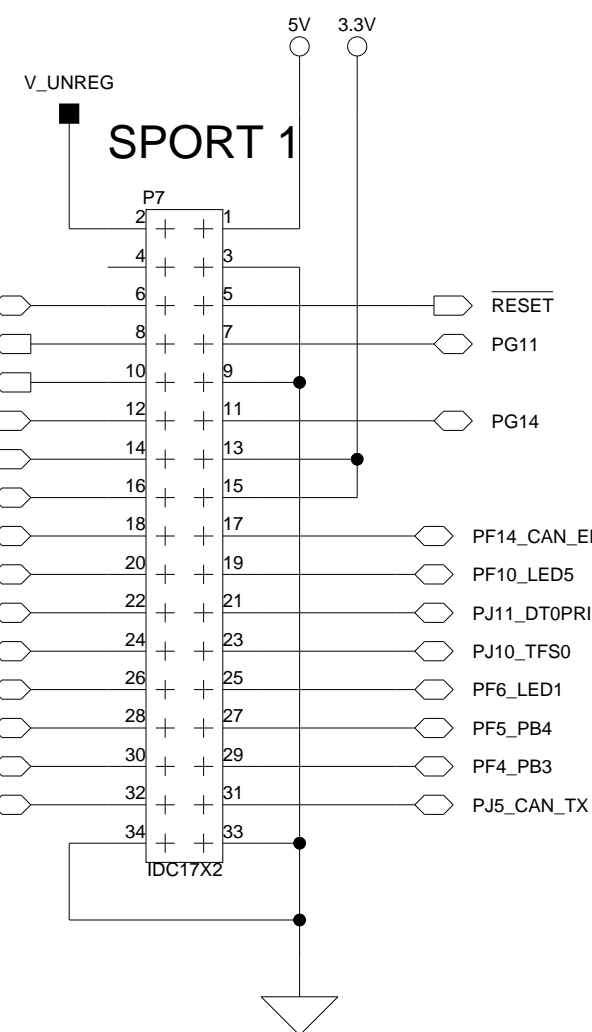 5V 3.3V
V_UNREG
SPORT 1
P7
2 1
4 3
6 5 RESET
8 7 PG11
10 9
12 11 PG14
14 13
16 15
18 17 PF14_CAN_E
20 19 PF10_LED5
22 21 PJ11_DT0PRI
24 23 PJ10_TFS0
26 25 PF6_LED1
28 27 PF5_PB4
30 29 PF4_PB3
32 31 PJ5_CAN_TX
34 33
IDC17X2